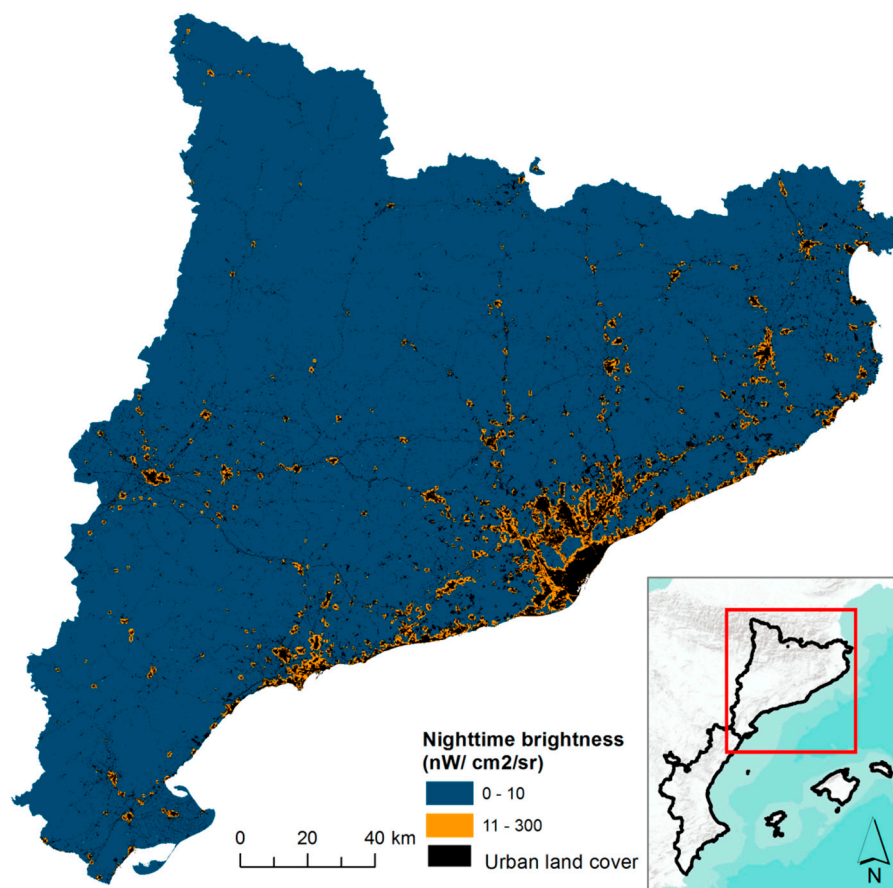 Nighttime brightness
(nW/ cm2/sr)
0 - 10
11 - 300
Urban land cover
0 20 40 km
N